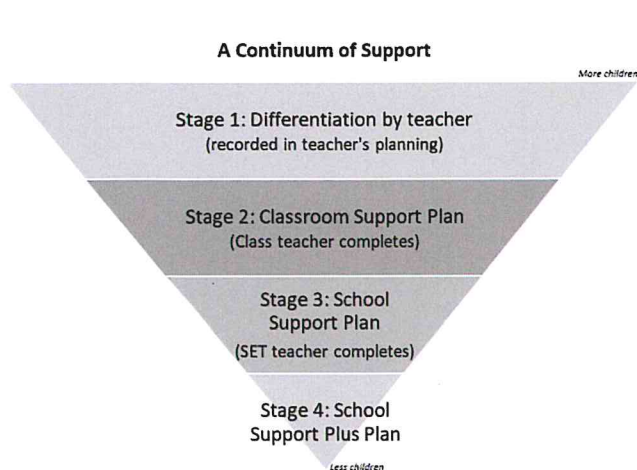 A Continuum of Support
More children
Stage 1: Differentiation by teacher
(recorded in teacher's planning)
Stage 2: Classroom Support Plan
(Class teacher completes)
Stage 3: School
Support Plan
(SET teacher completes)
Stage 4: School
Support Plus Plan
Less children